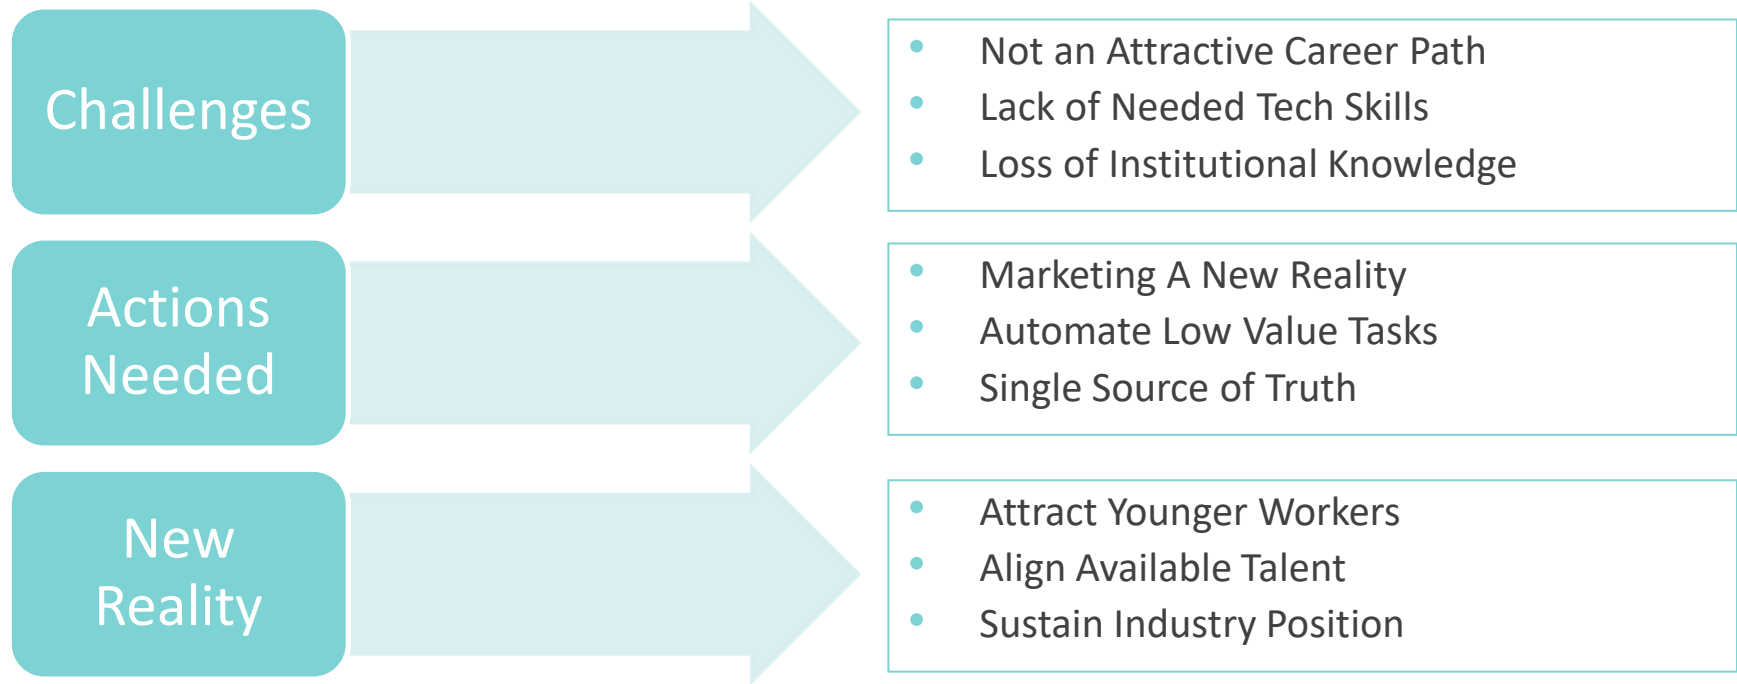 Challenges
• Not an Attractive Career Path
• Lack of Needed Tech Skills
• Loss of Institutional Knowledge
Actions
Needed
• Marketing A New Reality
• Automate Low Value Tasks
• Single Source of Truth
New
Reality
• Attract Younger Workers
• Align Available Talent
• Sustain Industry Position